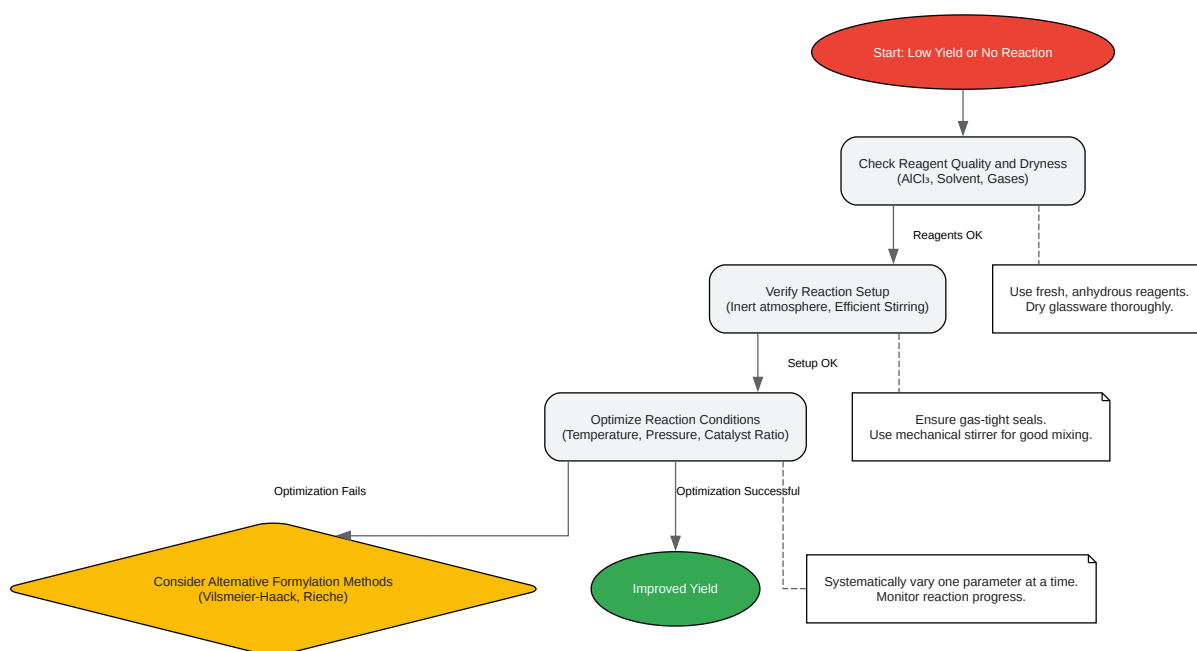 Start: Low Yield or No Reaction
Check Reagent Quality and Dryness
(AlCl₃, Solvent, Gases)
Reagents OK
Verify Reaction Setup
(Inert atmosphere, Efficient Stirring)
Use fresh, anhydrous reagents.
Dry glassware thoroughly.
Setup OK
Optimize Reaction Conditions
(Temperature, Pressure, Catalyst Ratio)
Ensure gas-tight seals.
Use mechanical stirrer for good mixing.
Optimization Fails
Optimization Successful
Consider Alternative Formylation Methods
(Vilsmeier-Haack, Rieche)
Improved Yield
Systematically vary one parameter at a time.
Monitor reaction progress.